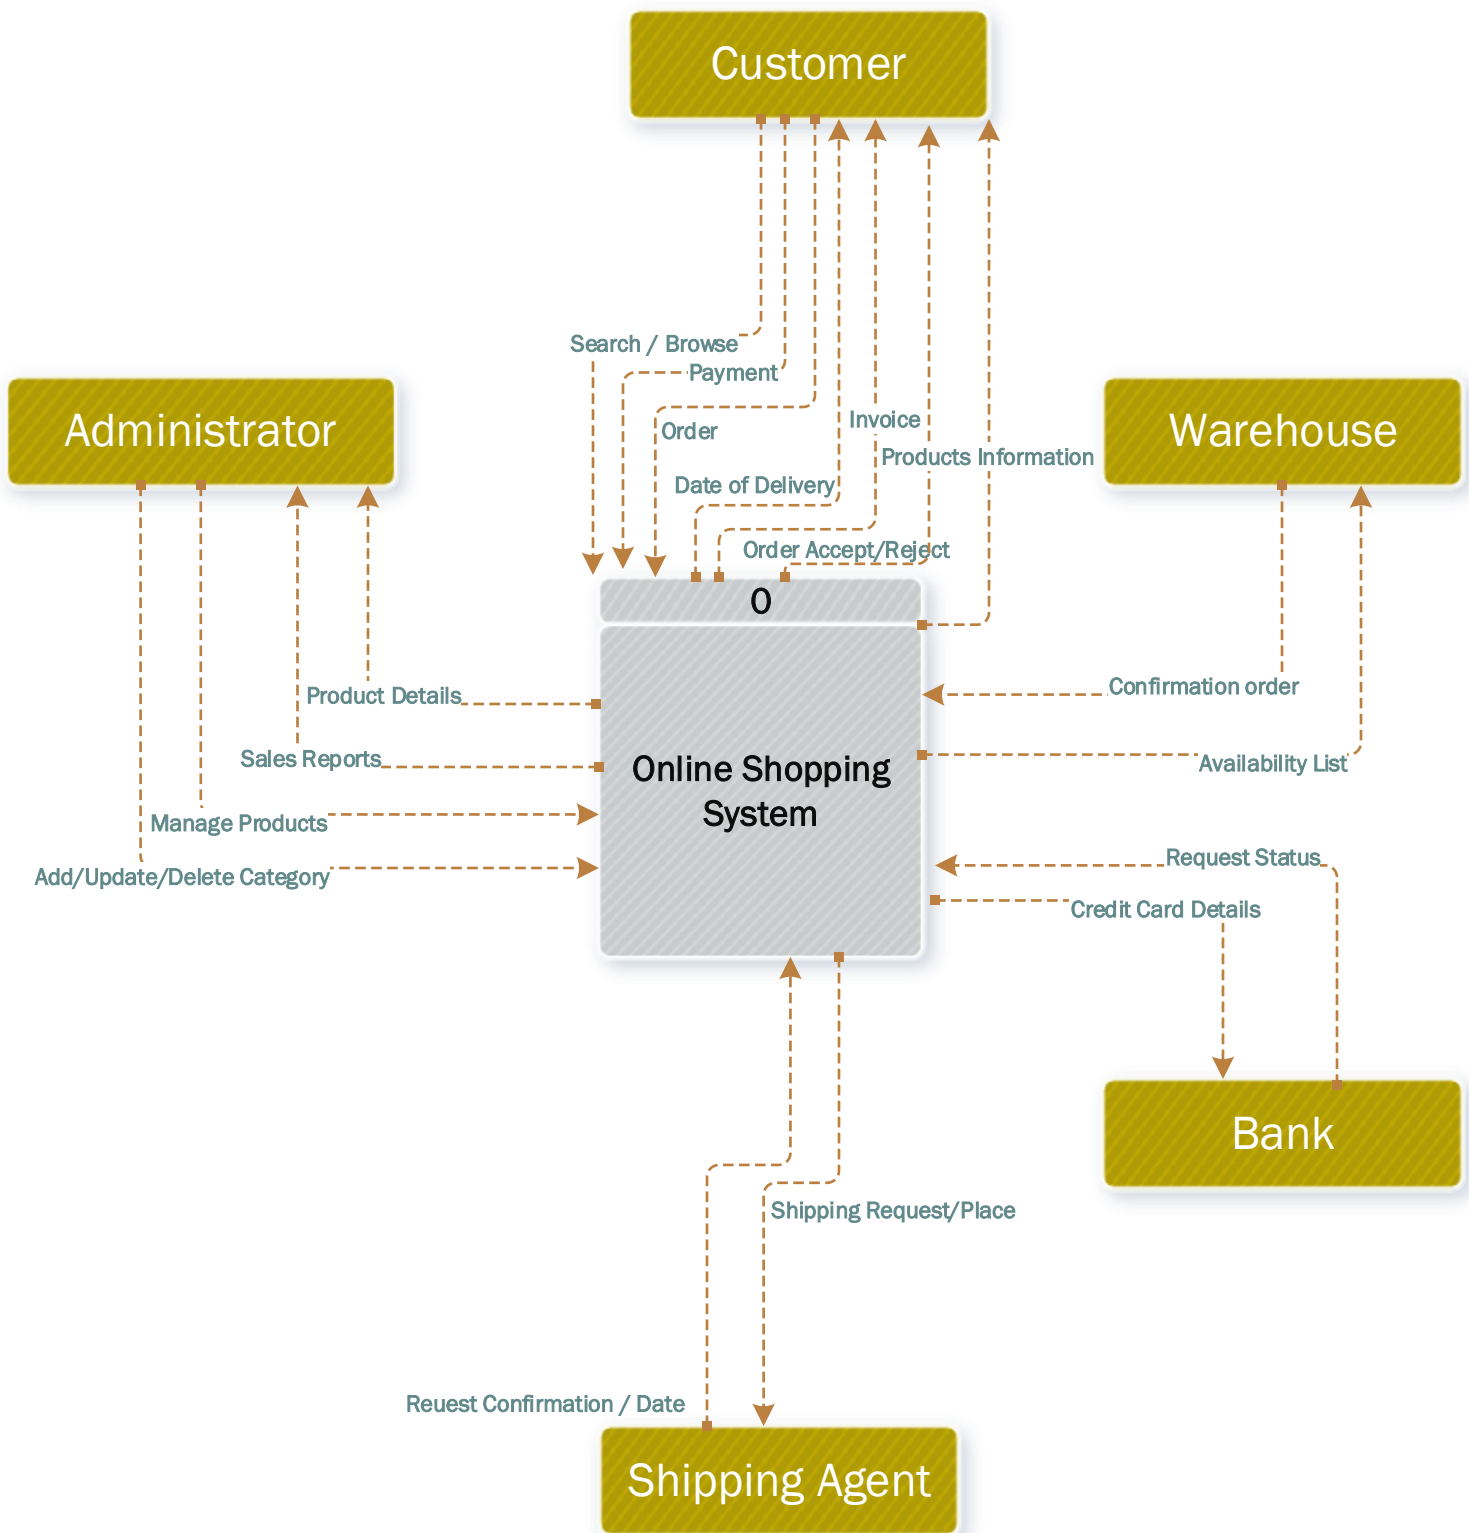 Customer
Search / Browse
Payment
Administrator
Order
Invoice
Warehouse
Products Information
Date of Delivery
Order Accept/Reject
0
Product Details
Confirmation order
Sales Reports
Online Shopping
System
Availability List
Manage Products
Request Status
Add/Update/Delete Category
Credit Card Details
Bank
Shipping Request/Place
Reuest Confirmation / Date
Shipping Agent